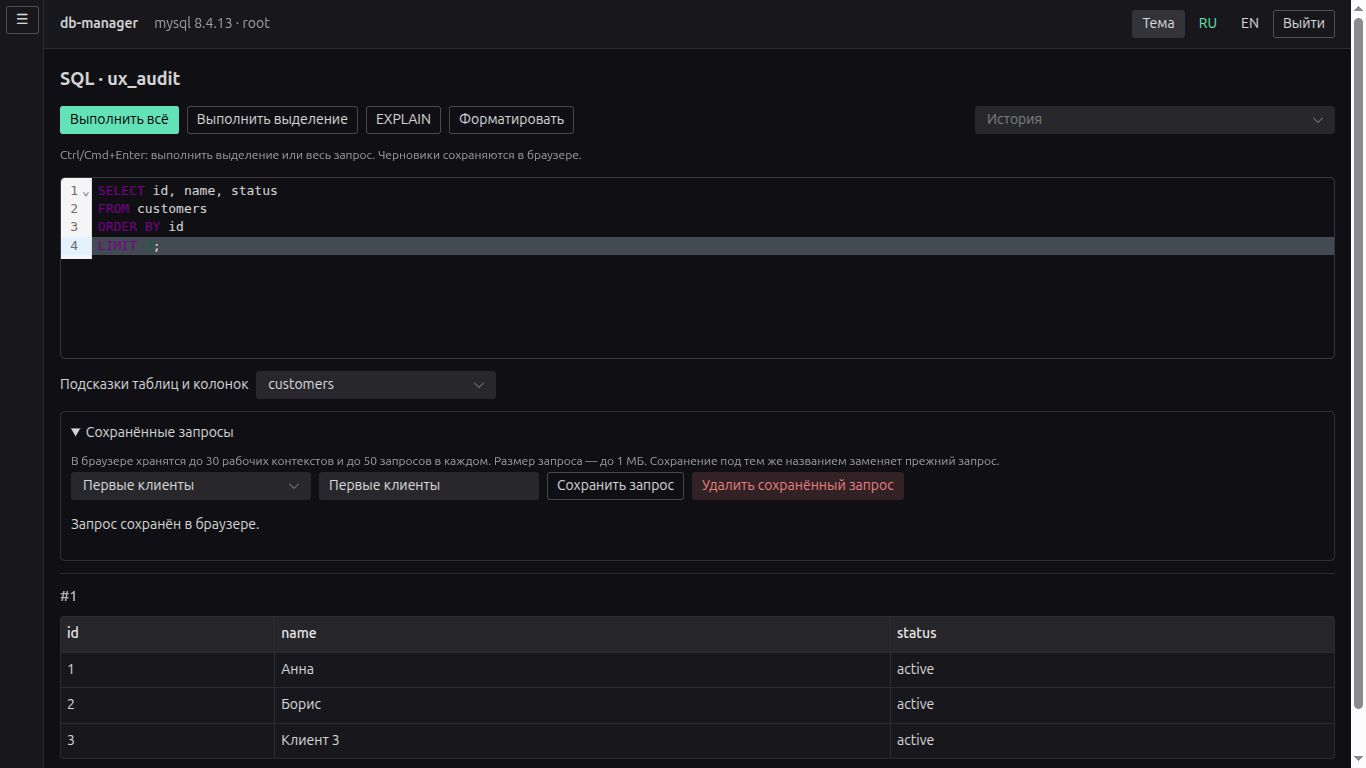 ☰ db-manager mysql 8.4.13 · root Тема RU EN Выйти
SQL · ux_audit
Выполнить всё Выполнить выделение EXPLAIN Форматировать История
Ctrl/Cmd+Enter: выполнить выделение или весь запрос. Черновики сохраняются в браузере.
1 SELECT id, name, status
2 FROM customers
3 ORDER BY id
4 LIMIT ;
Подсказки таблиц и колонок customers
▼ Сохранённые запросы
В браузере хранятся до 30 рабочих контекстов и до 50 запросов в каждом. Размер запроса — до 1 МБ. Сохранение под тем же названием заменяет прежний запрос.
Первые клиенты Первые клиенты Сохранить запрос Удалить сохранённый запрос
Запрос сохранён в браузере.
#1
id name status
1 Анна active
2 Борис active
3 Клиент 3 active